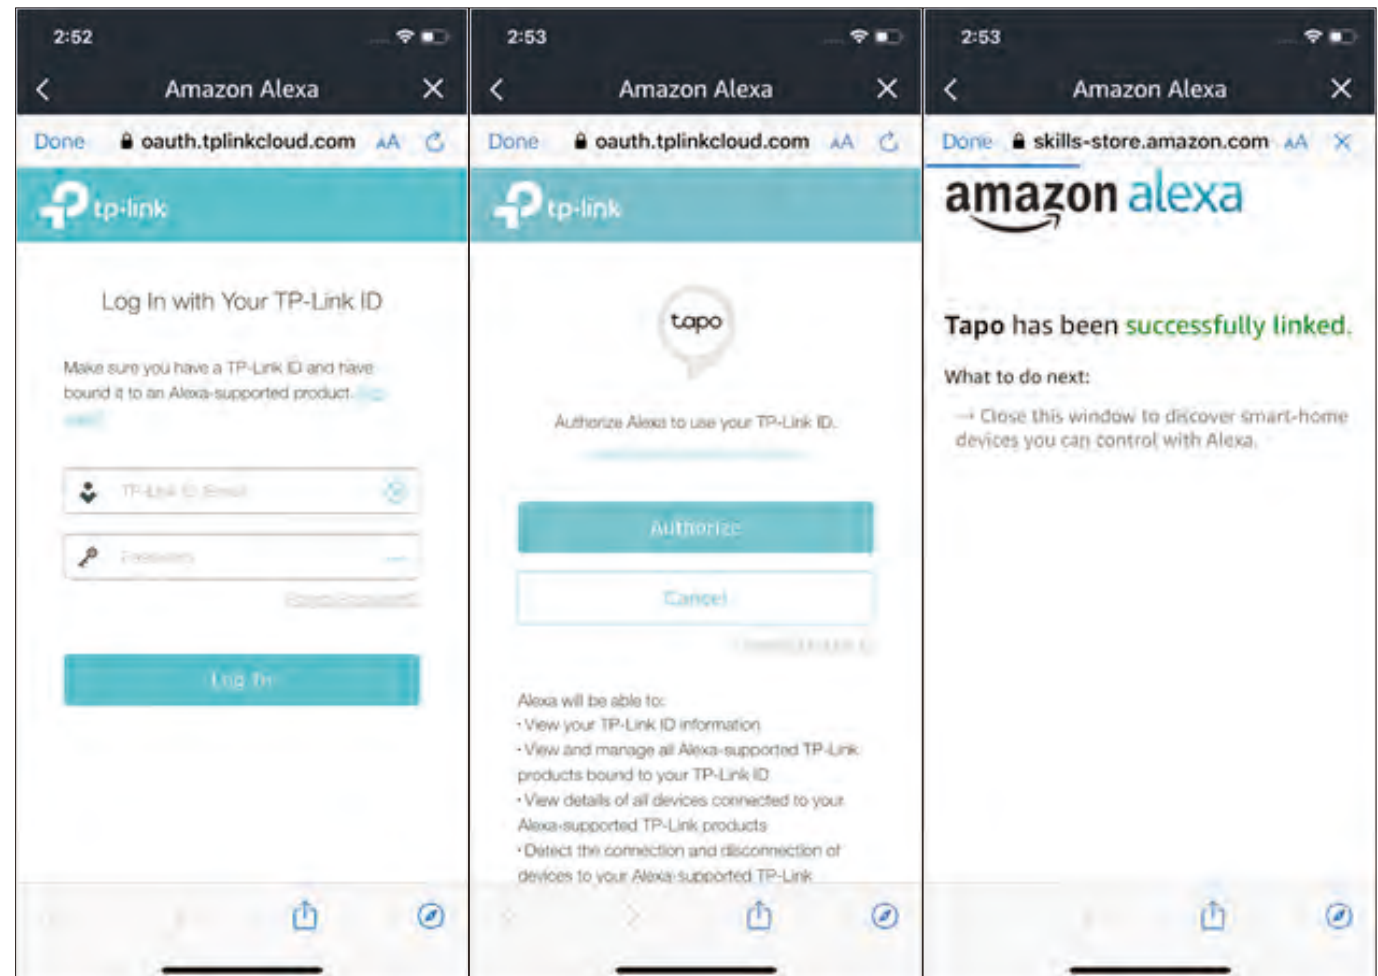 2:52
Amazon Alexa
Done oauth.tplinkcloud.com AA
tp-link
Log In with Your TP-Link ID
Make sure you have a TP-Link ID and have
bound it to an Alexa-supported product.
TP-Link ID Email
Password
Forgot Password?
Log In
2:53
Amazon Alexa
Done oauth.tplinkcloud.com AA
tp-link
tapo
Authorize Alexa to use your TP-Link ID.
Authorize
Cancel
Alexa will be able to:
· View your TP-Link ID information
· View and manage all Alexa-supported TP-Link
products bound to your TP-Link ID
· View details of all devices connected to your
Alexa-supported TP-Link products
· Detect the connection and disconnection of
devices to your Alexa-supported TP-Link
2:53
Amazon Alexa
Done skills-store.amazon.com AA
amazon alexa
Tapo has been successfully linked.
What to do next:
→ Close this window to discover smart-home
devices you can control with Alexa.